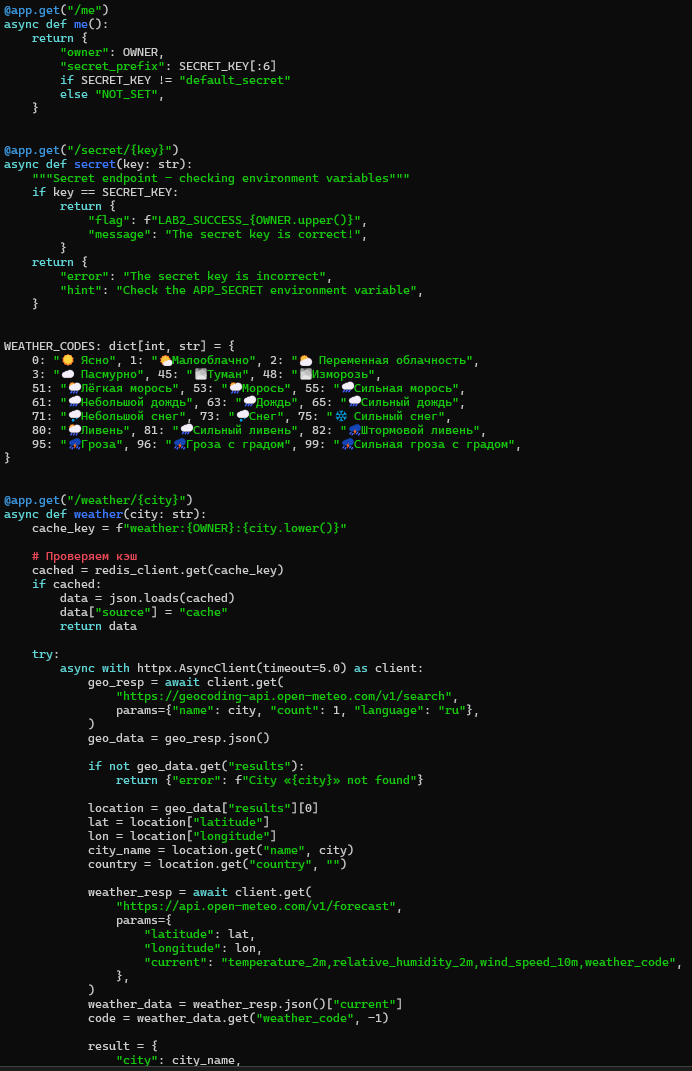 @app.get("/me")
async def me():
    return {
        "owner": OWNER,
        "secret_prefix": SECRET_KEY[:6]
        if SECRET_KEY != "default_secret"
        else "NOT_SET",
    }
@app.get("/secret/{key}")
async def secret(key: str):
    """Secret endpoint — checking environment variables"""
    if key == SECRET_KEY:
        return {
            "flag": f"LAB2_SUCCESS_{OWNER.upper()}",
            "message": "The secret key is correct!",
        }
    return {
        "error": "The secret key is incorrect",
        "hint": "Check the APP_SECRET environment variable",
    }
WEATHER_CODES: dict[int, str] = {
    0: "☀️ Ясно", 1: "🌤️Малооблачно", 2: "⛅ Переменная облачность",
    3: "☁️ Пасмурно", 45: "🌫️Туман", 48: "🌫️Изморозь",
    51: "🌦️Лёгкая морось", 53: "🌦️Морось", 55: "🌧️Сильная морось",
    61: "🌧️Небольшой дождь", 63: "🌧️Дождь", 65: "🌧️Сильный дождь",
    71: "🌨️Небольшой снег", 73: "🌨️Снег", 75: "❄️ Сильный снег",
    80: "🌦️Ливень", 81: "🌧️Сильный ливень", 82: "⛈️Штормовой ливень",
    95: "⛈️Гроза", 96: "⛈️Гроза с градом", 99: "⛈️Сильная гроза с градом",
}
@app.get("/weather/{city}")
async def weather(city: str):
    cache_key = f"weather:{OWNER}:{city.lower()}"
    # Проверяем кэш
    cached = redis_client.get(cache_key)
    if cached:
        data = json.loads(cached)
        data["source"] = "cache"
        return data
    try:
        async with httpx.AsyncClient(timeout=5.0) as client:
            geo_resp = await client.get(
                "https://geocoding-api.open-meteo.com/v1/search",
                params={"name": city, "count": 1, "language": "ru"},
            )
            geo_data = geo_resp.json()
            if not geo_data.get("results"):
                return {"error": f"City «{city}» not found"}
            location = geo_data["results"][0]
            lat = location["latitude"]
            lon = location["longitude"]
            city_name = location.get("name", city)
            country = location.get("country", "")
            weather_resp = await client.get(
                "https://api.open-meteo.com/v1/forecast",
                params={
                    "latitude": lat,
                    "longitude": lon,
                    "current": "temperature_2m,relative_humidity_2m,wind_speed_10m,weather_code",
                },
            )
            weather_data = weather_resp.json()["current"]
            code = weather_data.get("weather_code", -1)
            result = {
                "city": city_name,